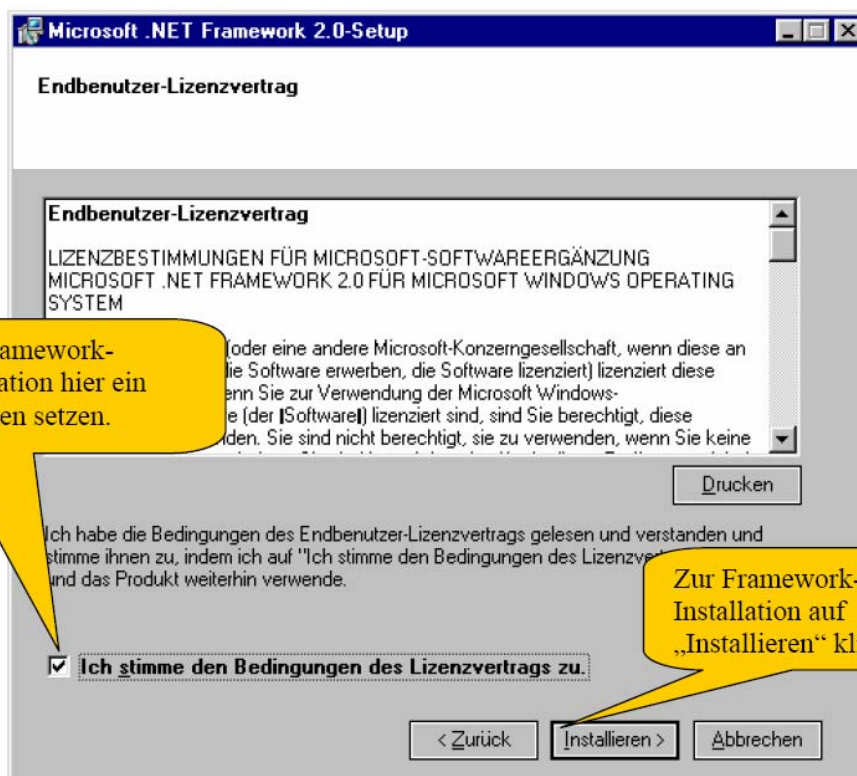 Microsoft .NET Framework 2.0-Setup
Endbenutzer-Lizenzvertrag
Endbenutzer-Lizenzvertrag
LIZENZBESTIMMUNGEN FÜR MICROSOFT-SOFTWAREERGÄNZUNG
MICROSOFT .NET FRAMEWORK 2.0 FÜR MICROSOFT WINDOWS OPERATING
SYSTEM
(oder eine andere Microsoft-Konzerngesellschaft, wenn diese an
die Software erwerben, die Software lizenziert) lizenziert diese
enn Sie zur Verwendung der Microsoft Windows-
e (der |Software|) lizenziert sind, sind Sie berechtigt, diese
den. Sie sind nicht berechtigt, sie zu verwenden, wenn Sie keine
amework-
ation hier ein
en setzen.
Drucken
Ich habe die Bedingungen des Endbenutzer-Lizenzvertrags gelesen und verstanden und
stimme ihnen zu, indem ich auf "Ich stimme den Bedingungen des Lizenzver
und das Produkt weiterhin verwende.
Zur Framework-
Installation auf
„Installieren“ kl
Ich stimme den Bedingungen des Lizenzvertrags zu.
< Zurück
Installieren >
Abbrechen